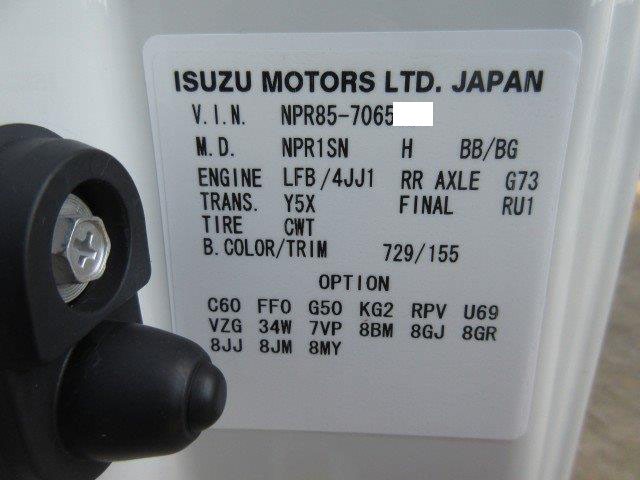 ISUZU MOTORS LTD. JAPAN
V.I.N. NPR85-7065
M.D. NPR1SN H BB/BG
ENGINE LFB/4JJ1 RR AXLE G73
TRANS. Y5X FINAL RU1
TIRE CWT
B.COLOR/TRIM 729/155
OPTION
C60 FF0 G50 KG2 RPV U69
VZG 34W 7VP 8BM 8GJ 8GR
8JJ 8JM 8MY